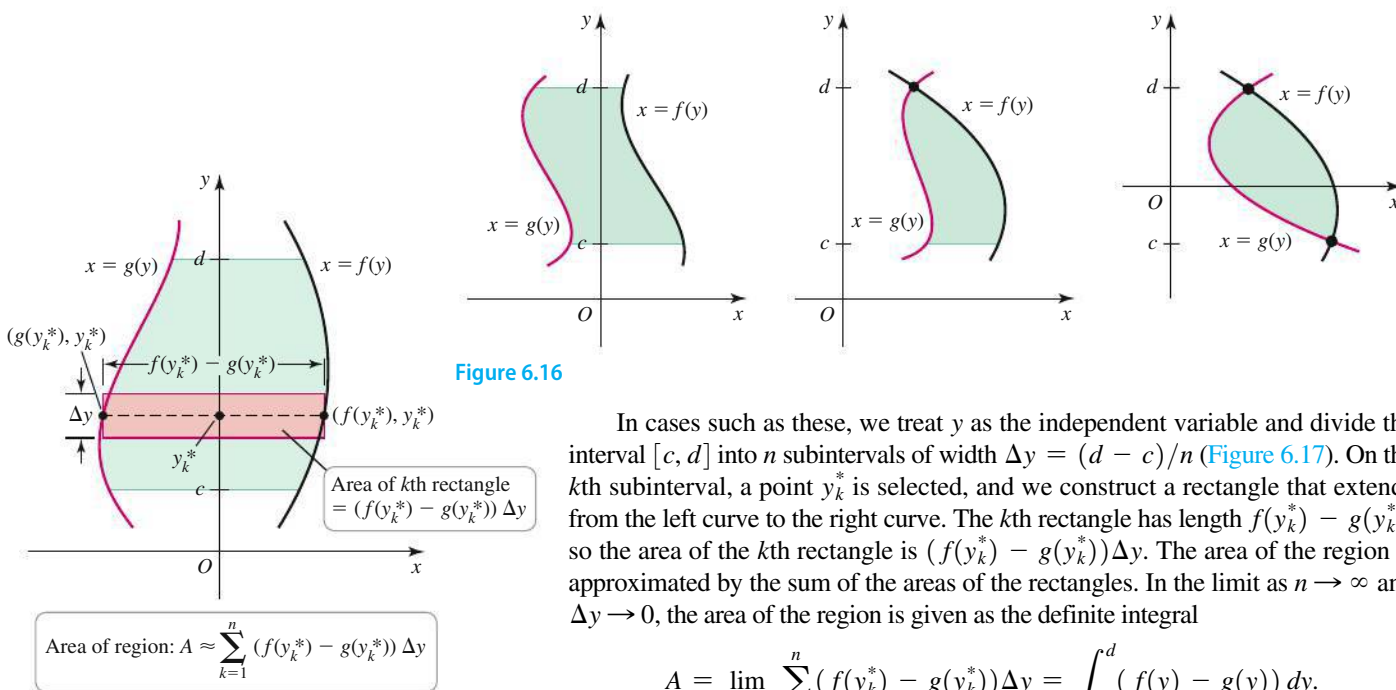 y
d
x = f(y)
x = g(y)
c
O
x
y
d
x = f(y)
x = g(y)
c
O
x
y
d
x = f(y)
O
x
c
x = g(y)
Figure 6.16
y
x = g(y)
d
x = f(y)
(g(y_k*), y_k*)
f(y_k*) − g(y_k*)
Δy
(f(y_k*), y_k*)
y_k*
c
Area of kth rectangle
= (f(y_k*) − g(y_k*)) Δy
O
x
Area of region: A ≈ ∑_{k=1}^{n} (f(y_k*) − g(y_k*)) Δy
In cases such as these, we treat y as the independent variable and divide th
interval [c, d] into n subintervals of width Δy = (d − c)/n (Figure 6.17). On th
kth subinterval, a point y_k* is selected, and we construct a rectangle that extend
from the left curve to the right curve. The kth rectangle has length f(y_k*) − g(y_k*
so the area of the kth rectangle is (f(y_k*) − g(y_k*))Δy. The area of the region
approximated by the sum of the areas of the rectangles. In the limit as n → ∞ an
Δy → 0, the area of the region is given as the definite integral
A = lim ∑ n (f(y_k*) − g(y_k*))Δy = ∫ d (f(y) − g(y)) dy.